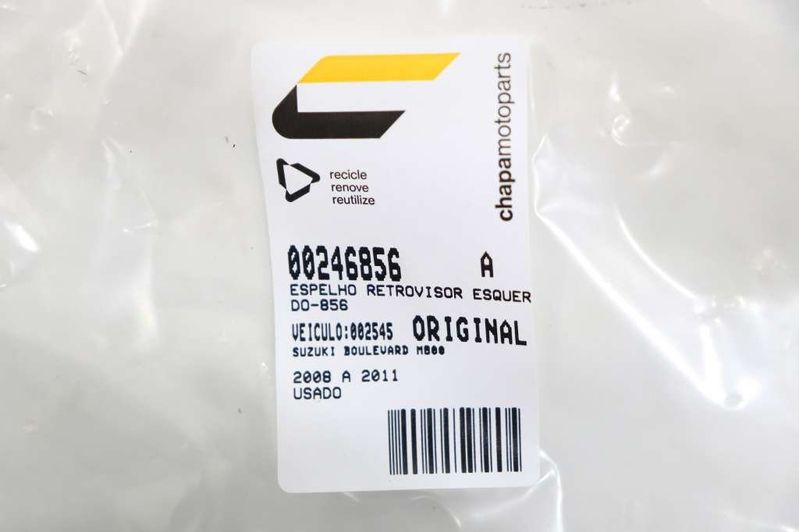 chapamotoparts
recicle
renove
reutilize
00246856 A
ESPELHO RETROVISOR ESQUER
DO-856
VEICULO:002545 ORIGINAL
SUZUKI BOULEVARD M800
2008 A 2011
USADO